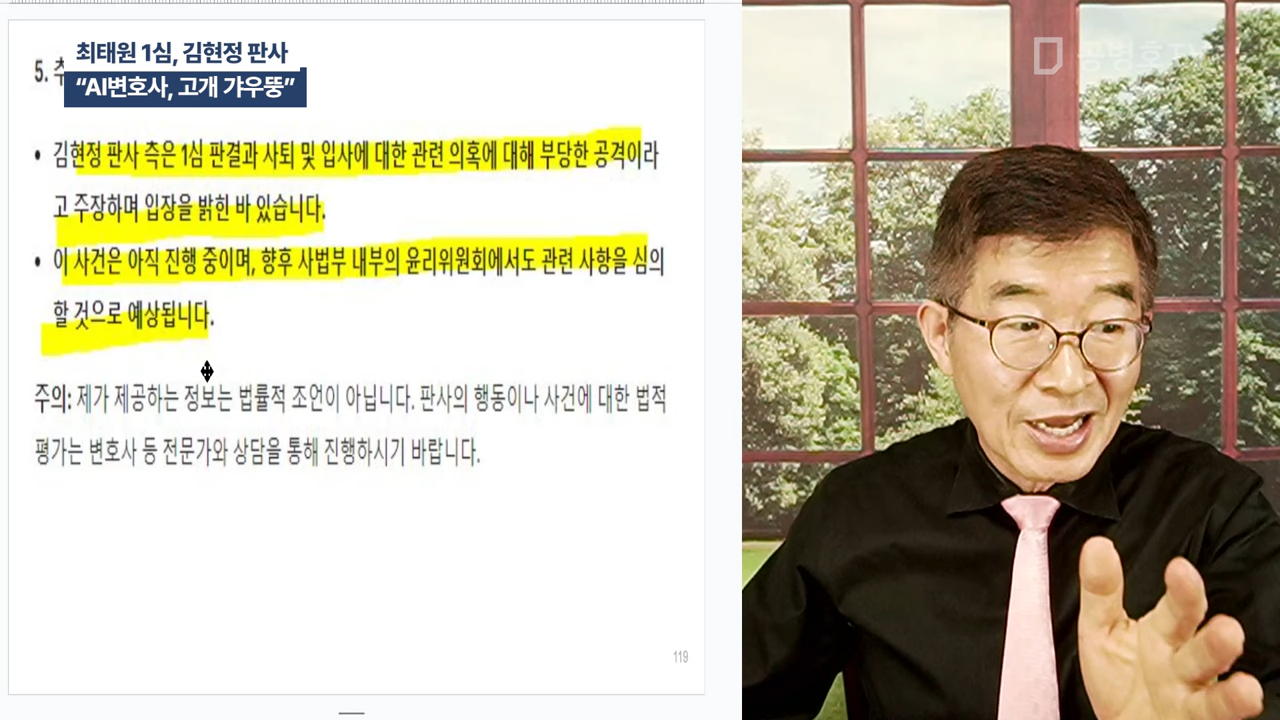 최태원 1심, 김현정 판사
“AI변호사, 고개 갸우뚱”
5. 추
• 김현정 판사 측은 1심 판결과 사퇴 및 입사에 대한 관련 의혹에 대해 부당한 공격이라
고 주장하며 입장을 밝힌 바 있습니다.
• 이 사건은 아직 진행 중이며, 향후 사법부 내부의 윤리위원회에서도 관련 사항을 심의
할 것으로 예상됩니다.
주의: 제가 제공하는 정보는 법률적 조언이 아닙니다. 판사의 행동이나 사건에 대한 법적
평가는 변호사 등 전문가와 상담을 통해 진행하시기 바랍니다.
119
공병호TV